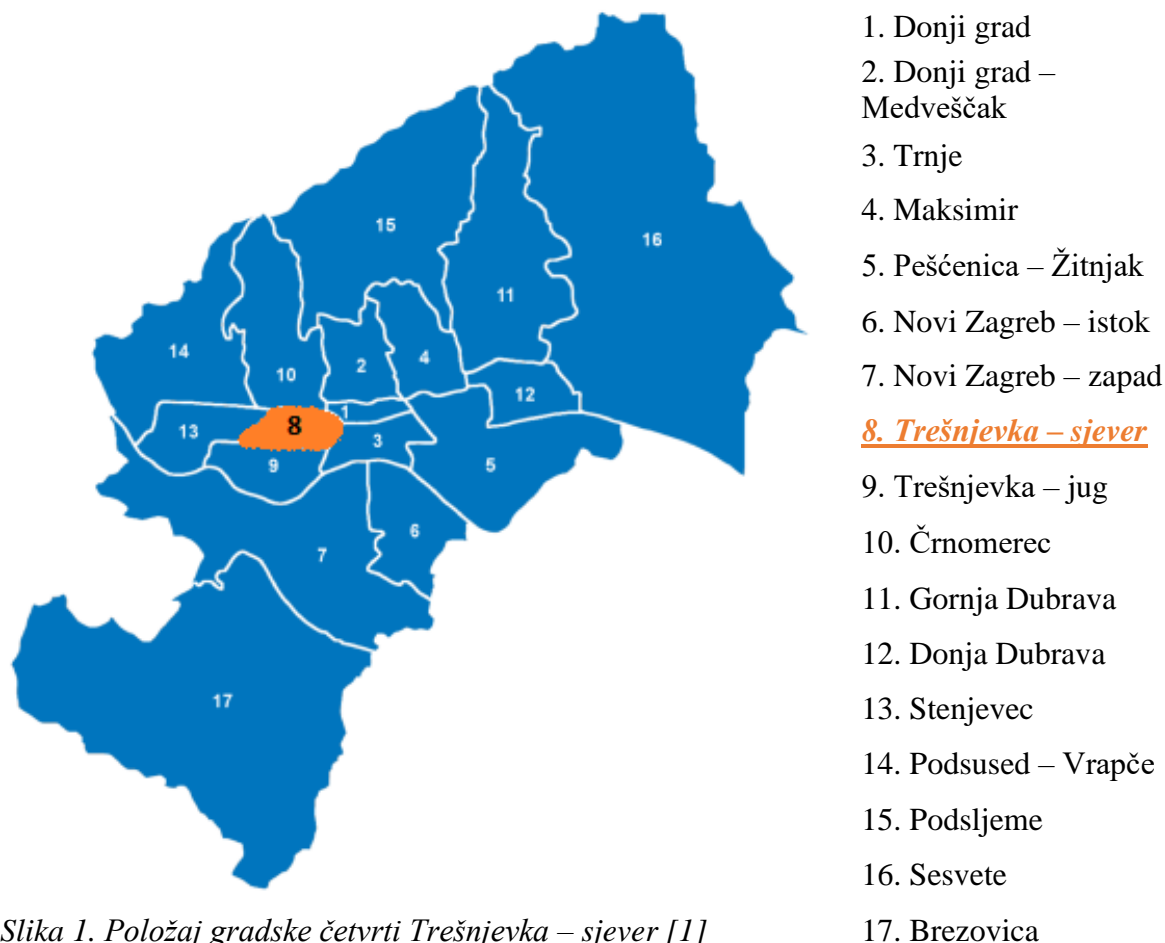 1. Donji grad
2. Donji grad –
Medveščak
3. Trnje
4. Maksimir
5. Pešćenica – Žitnjak
6. Novi Zagreb – istok
7. Novi Zagreb – zapad
8. Trešnjevka – sjever
9. Trešnjevka – jug
10. Črnomerec
11. Gornja Dubrava
12. Donja Dubrava
13. Stenjevec
14. Podsused – Vrapče
15. Podsljeme
16. Sesvete
17. Brezovica
15
16
11
14
2
4
10
12
1
8
13
3
9
5
6
7
17
Slika 1. Položaj gradske četvrti Trešnjevka – sjever [1]